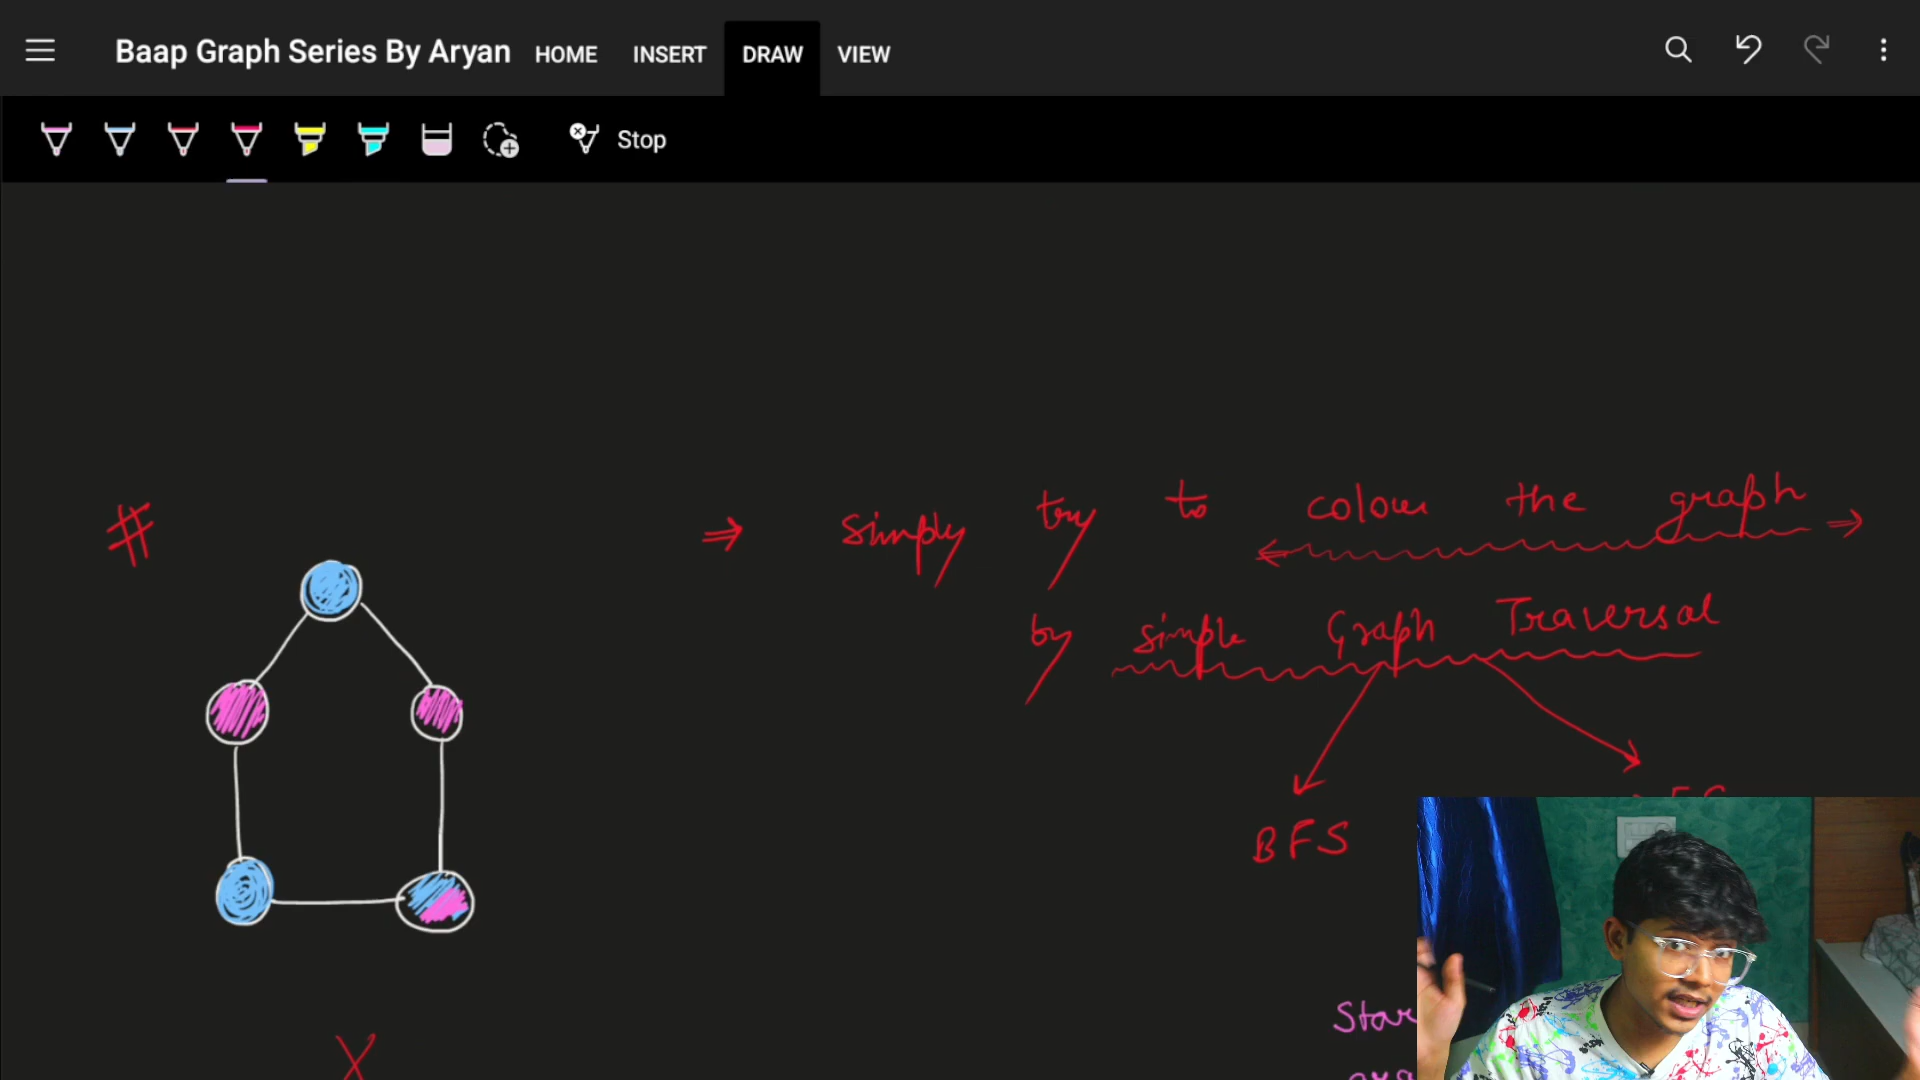 Baap Graph Series By Aryan HOME INSERT DRAW VIEW
Stop
# ⇒ Simply try to colour the graph
by simple Graph Traversal
BFS
X